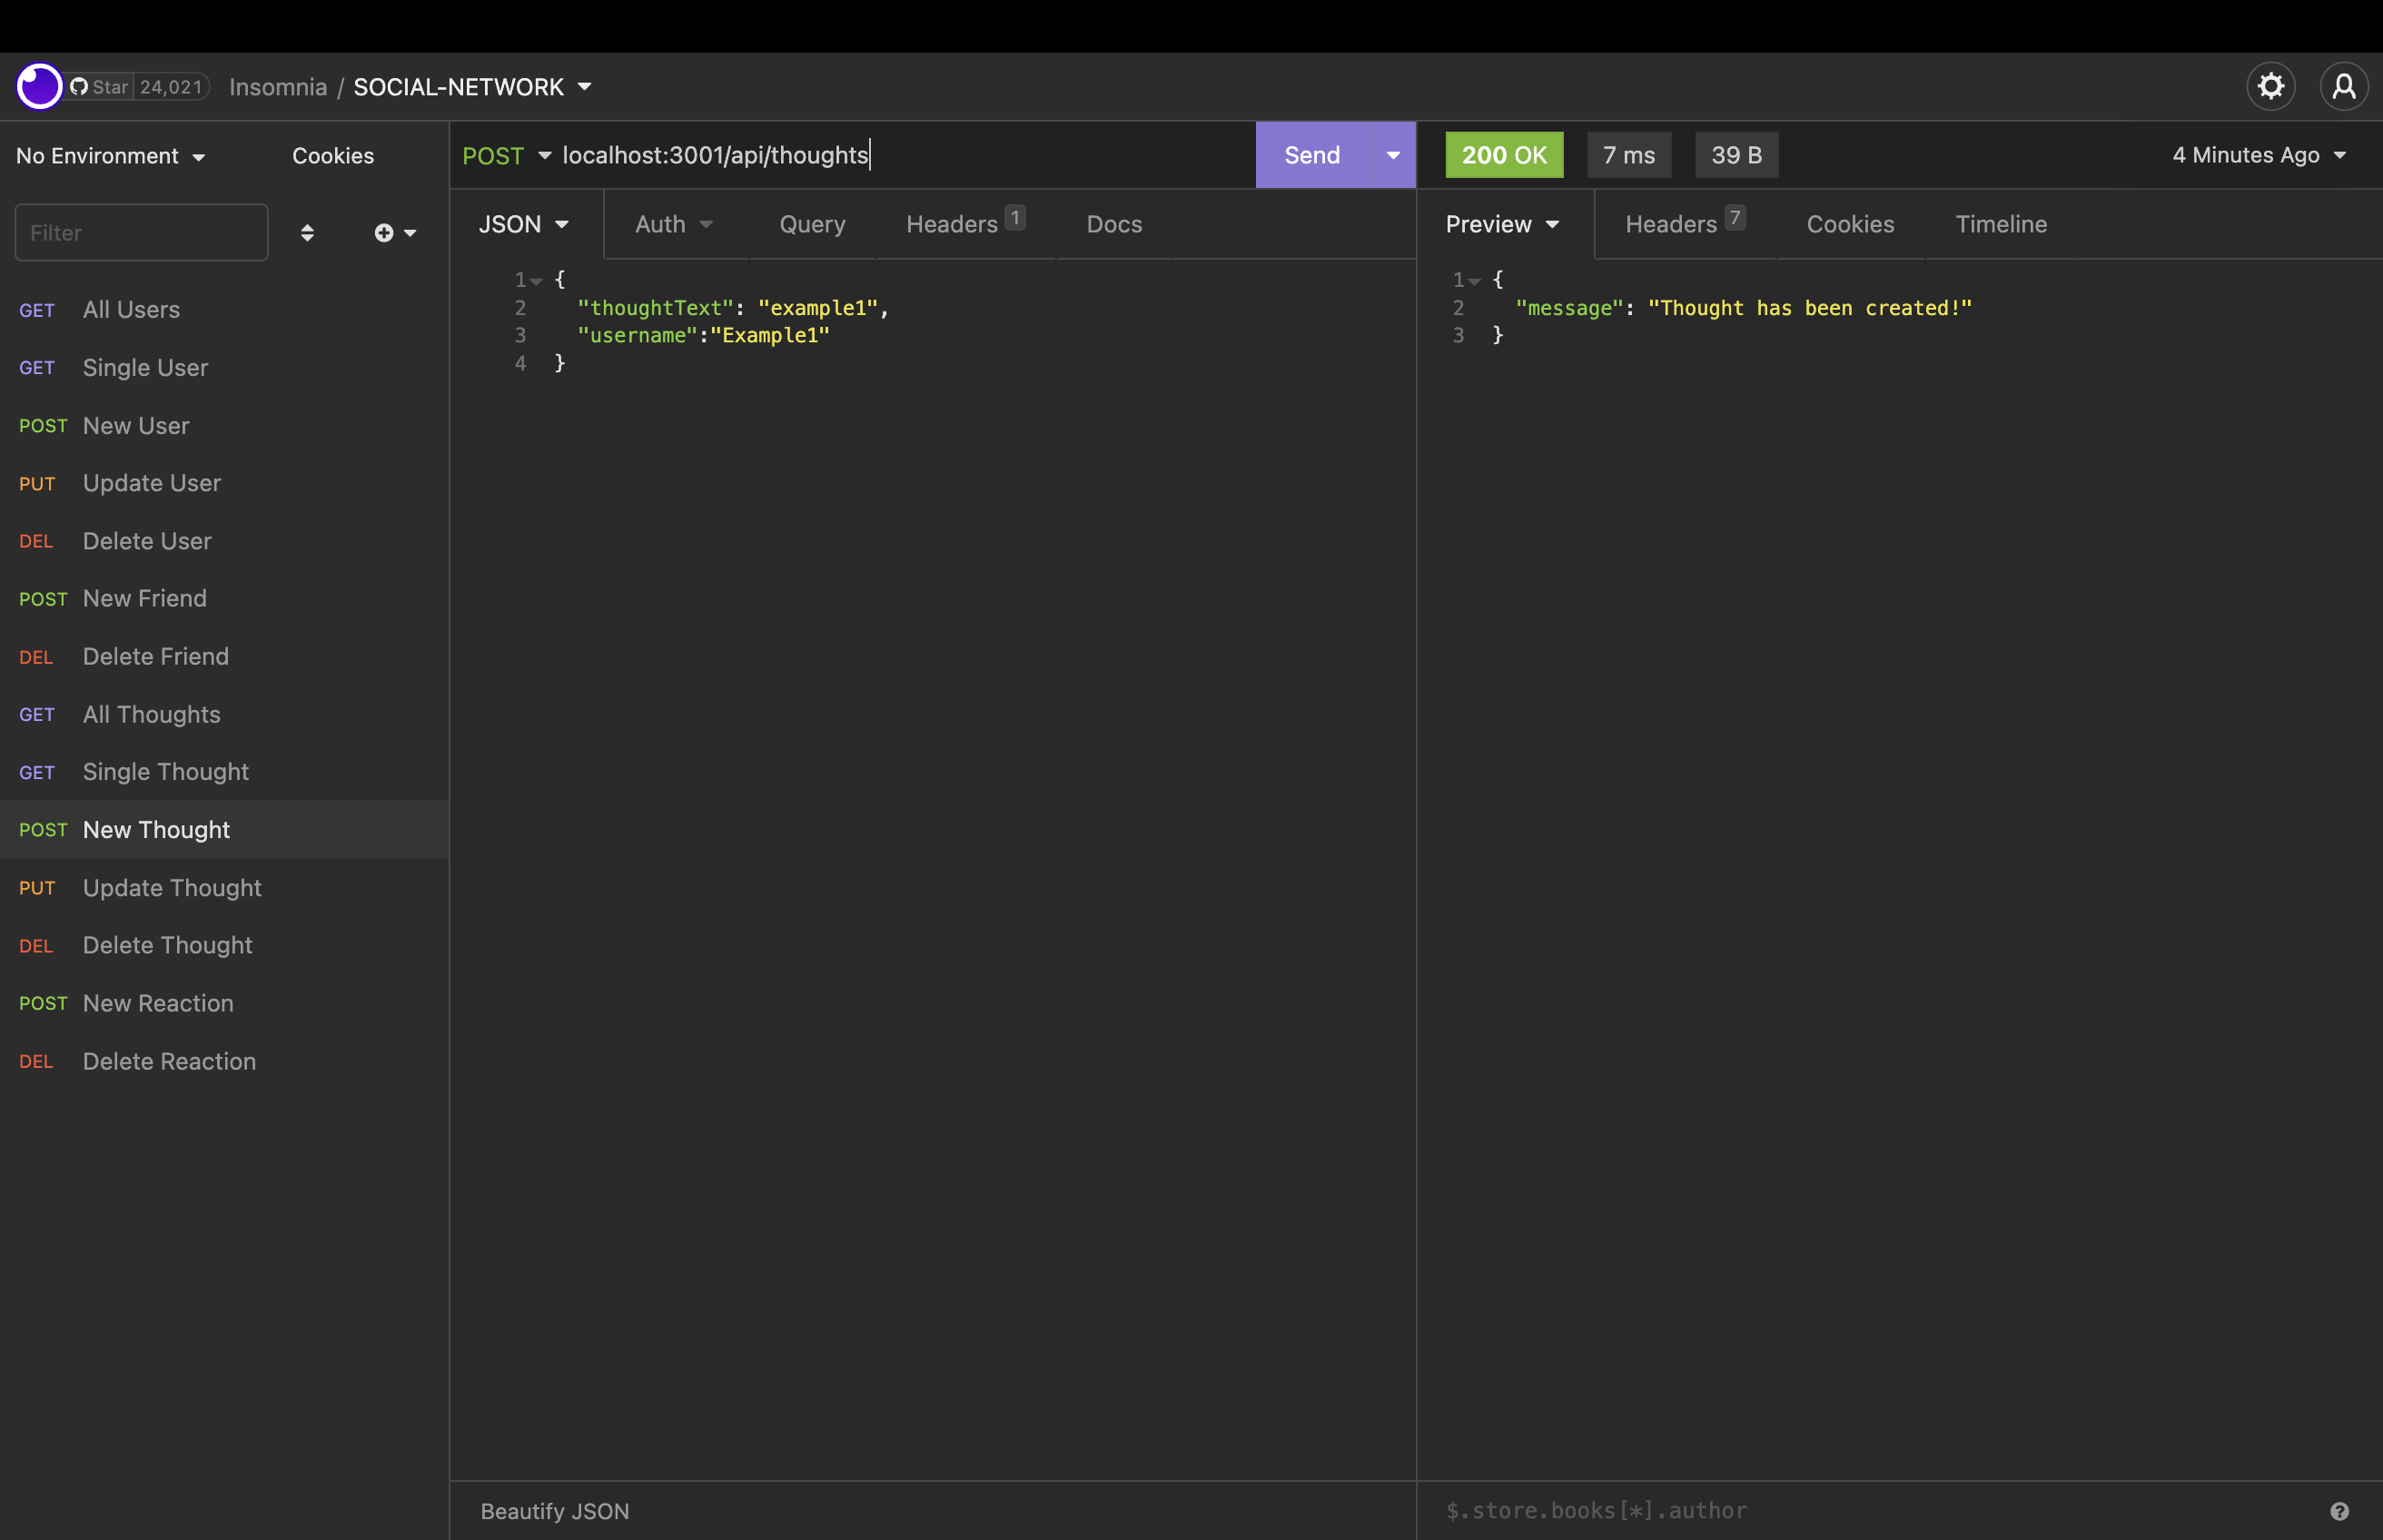 Star 24,021 Insomnia / SOCIAL-NETWORK
No Environment Cookies
Filter
GET All Users
GET Single User
POST New User
PUT Update User
DEL Delete User
POST New Friend
DEL Delete Friend
GET All Thoughts
GET Single Thought
POST New Thought
PUT Update Thought
DEL Delete Thought
POST New Reaction
DEL Delete Reaction
POST localhost:3001/api/thoughts Send
JSON Auth Query Headers 1 Docs
1 {
2 "thoughtText": "example1",
3 "username":"Example1"
4 }
Beautify JSON
200 OK 7 ms 39 B 4 Minutes Ago
Preview Headers 7 Cookies Timeline
1 {
2 "message": "Thought has been created!"
3 }
$.store.books[*].author ?